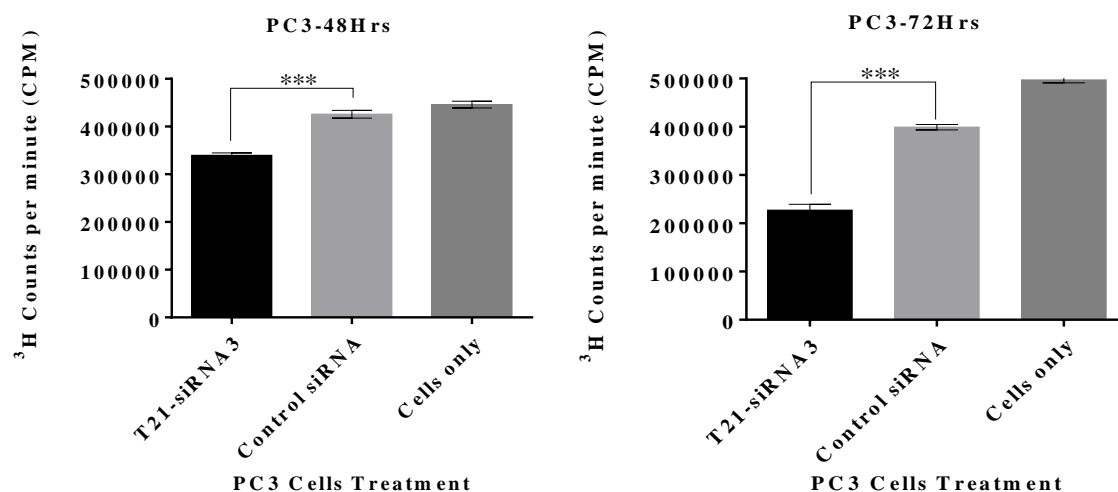 PC3-48Hrs
³H Counts per minute (CPM)
500000
400000
300000
200000
100000
0
***
T21-siRNA3
Control siRNA
Cells only
PC3 Cells Treatment
PC3-72Hrs
³H Counts per minute (CPM)
500000
400000
300000
200000
100000
0
***
T21-siRNA3
Control siRNA
Cells only
PC3 Cells Treatment